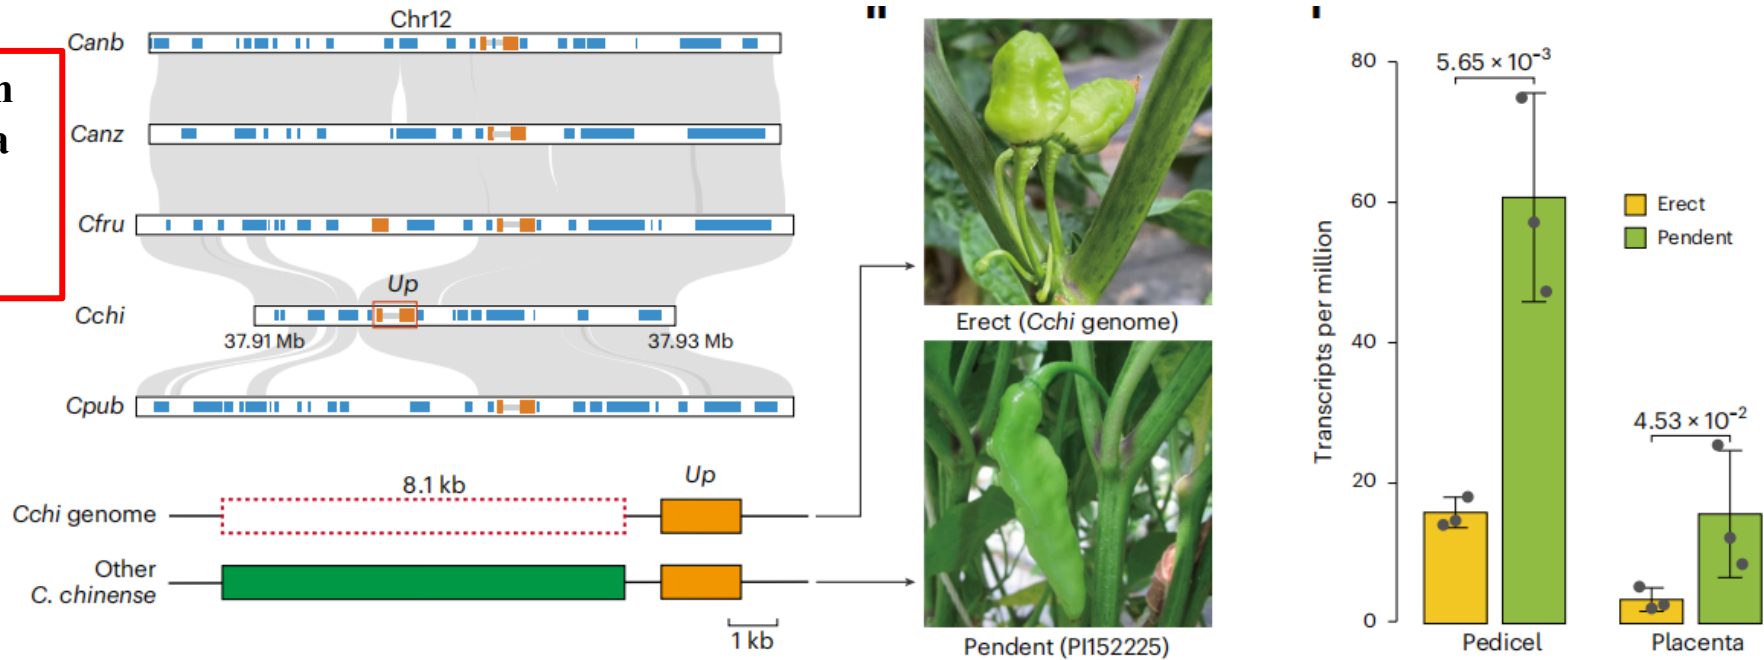 Chr12
Canb
Canz
Cfru
Up
Cchi
37.91 Mb
37.93 Mb
Cpub
8.1 kb
Up
Cchi genome
Other
C. chinense
1 kb
Erect (Cchi genome)
Pendent (PI152225)
Transcripts per million
80
60
40
20
0
5.65 × 10⁻³
4.53 × 10⁻²
Erect
Pendent
Pedicel
Placenta